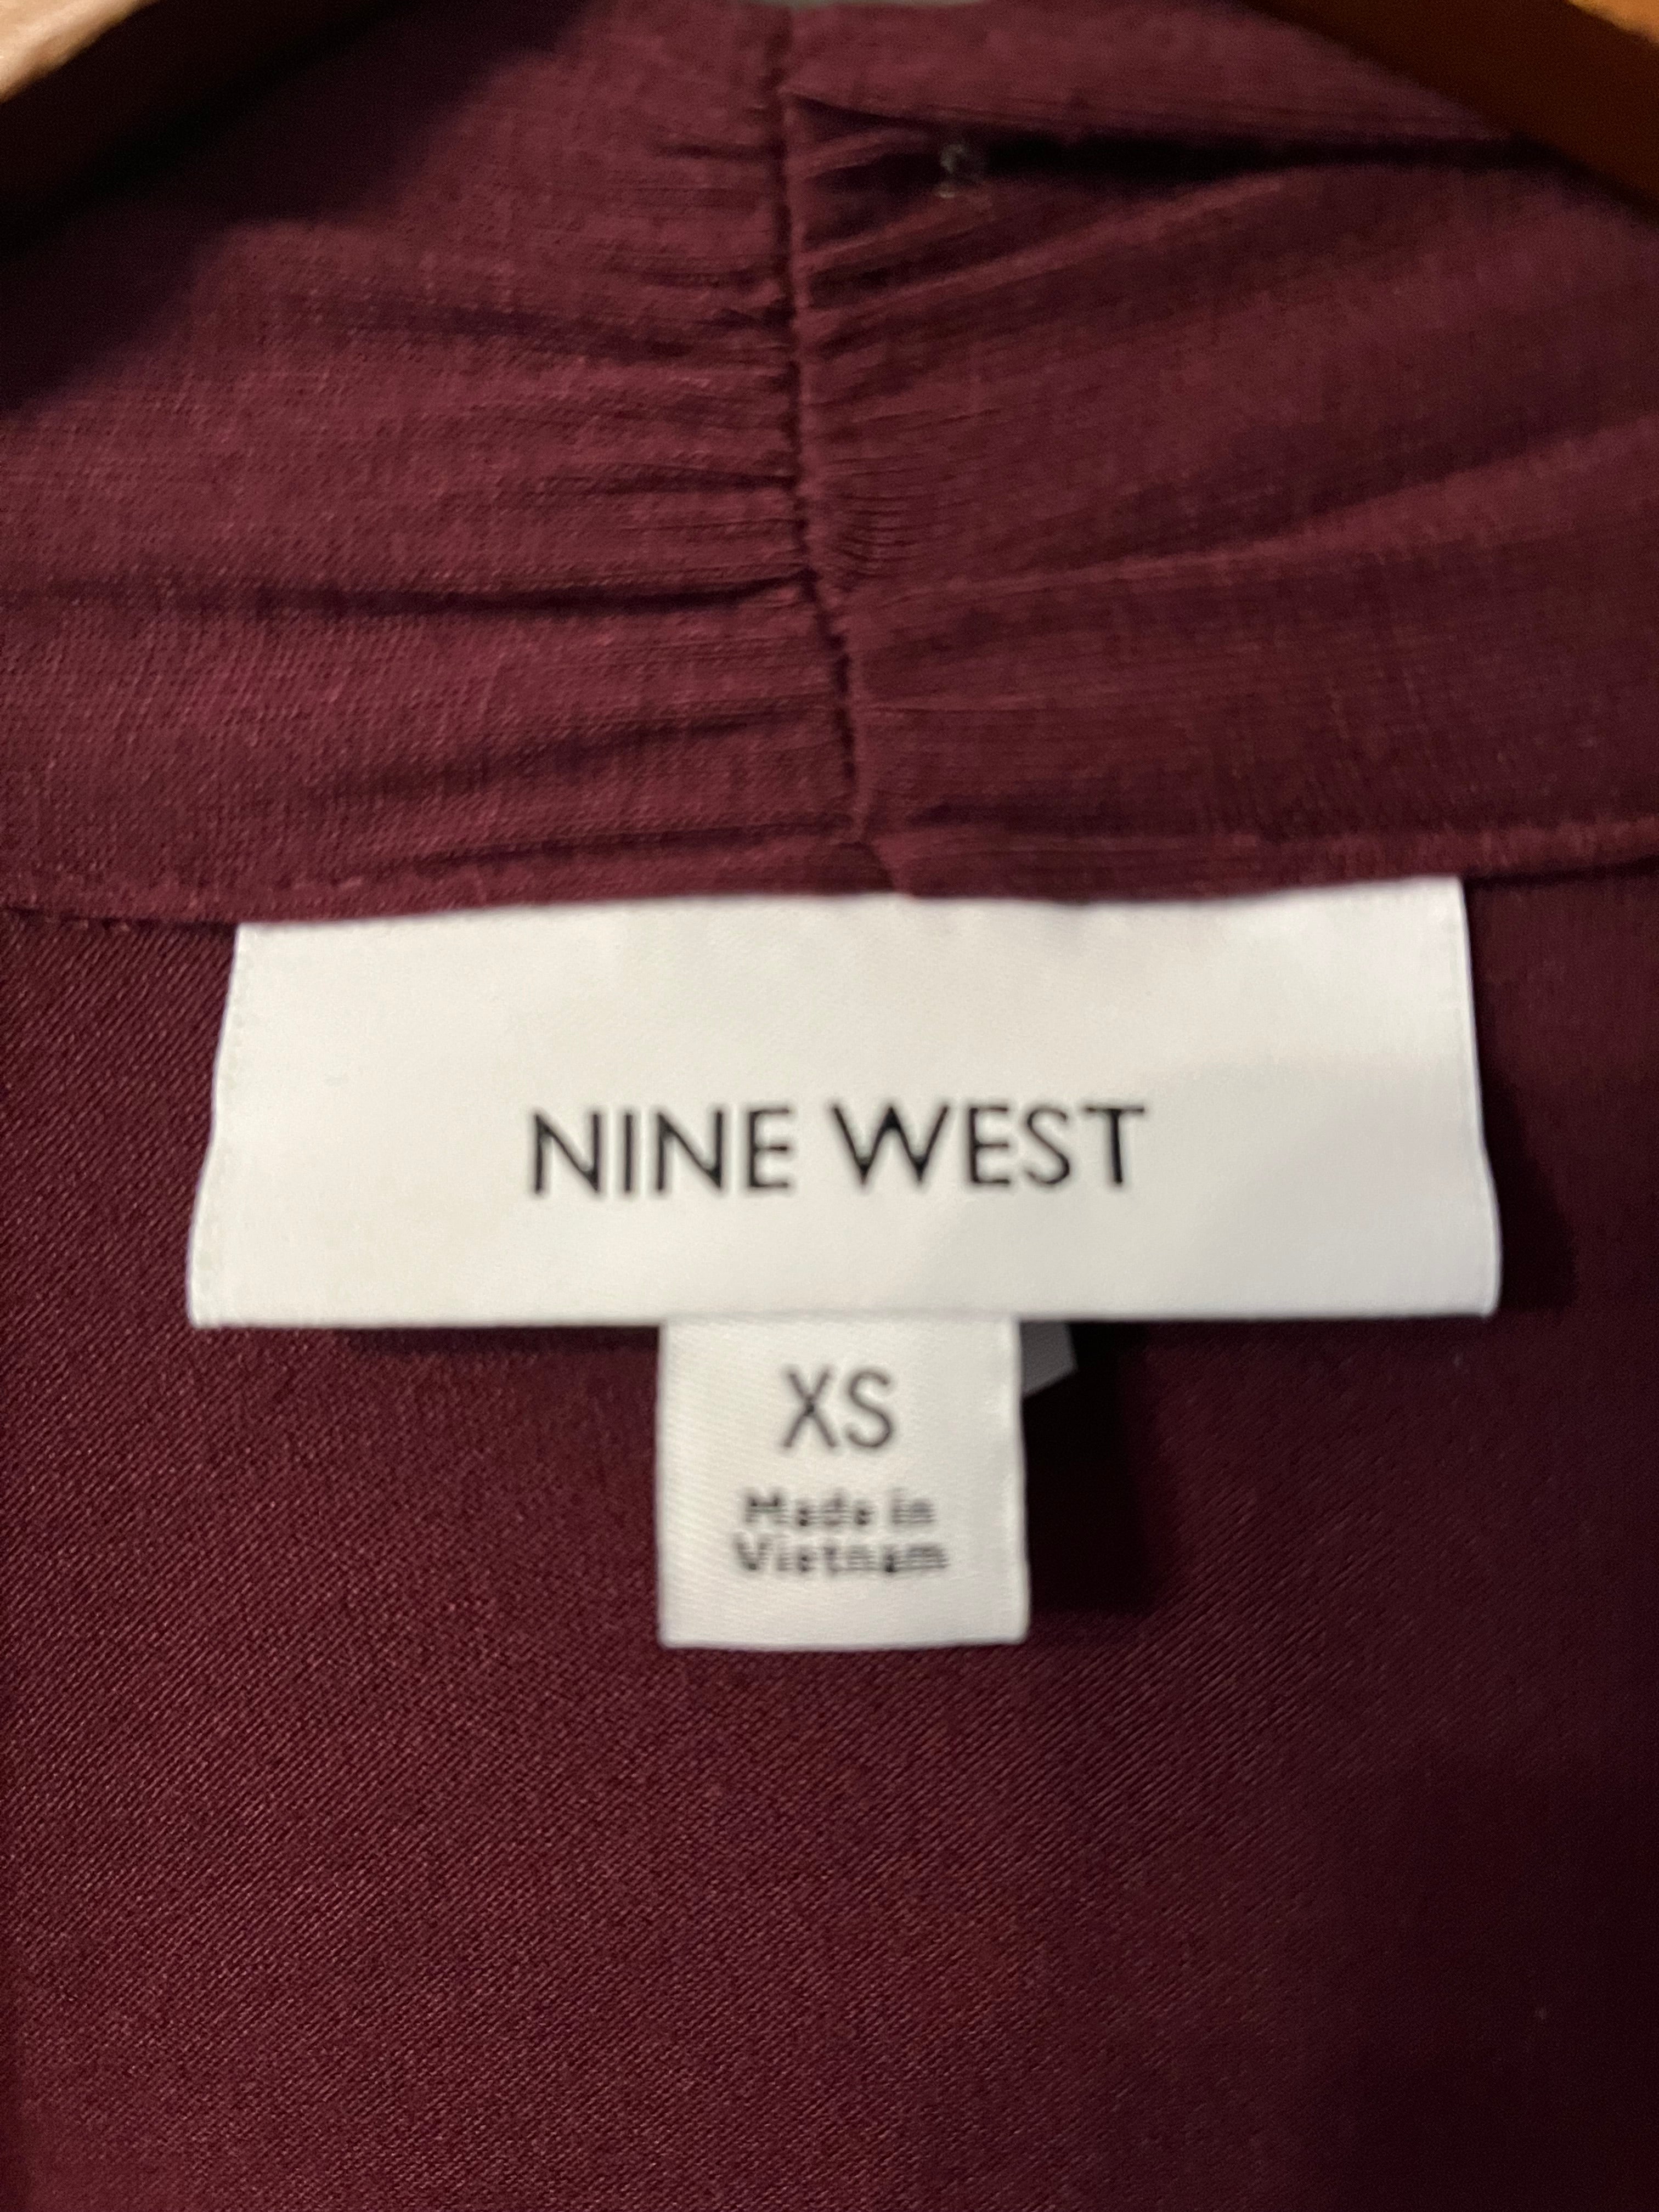 NINE WEST
XS
Made in
Vietnam